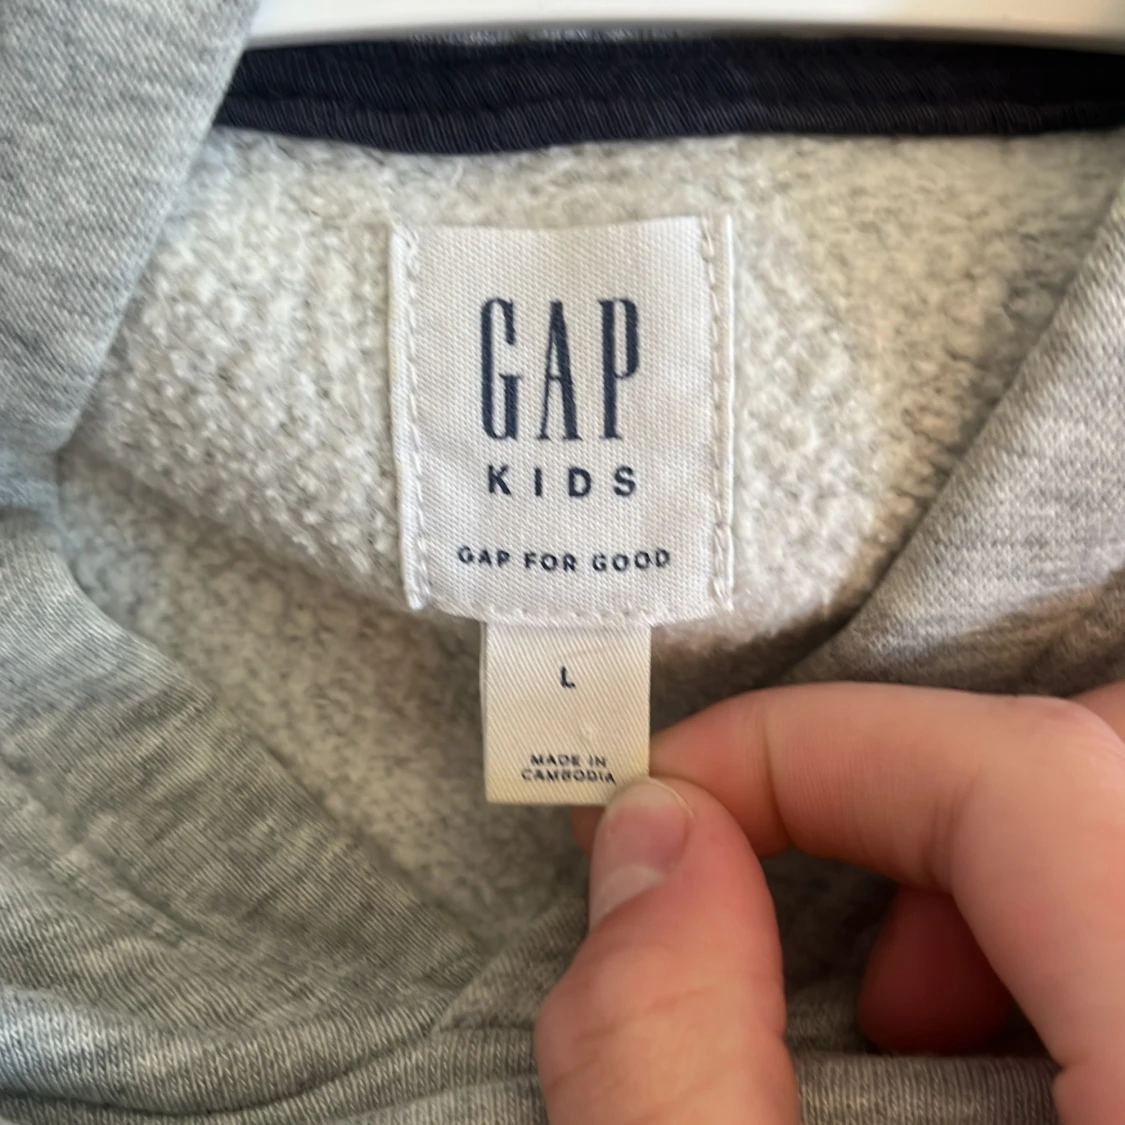 GAP
KIDS
GAP FOR GOOD
L
MADE IN
CAMBODIA